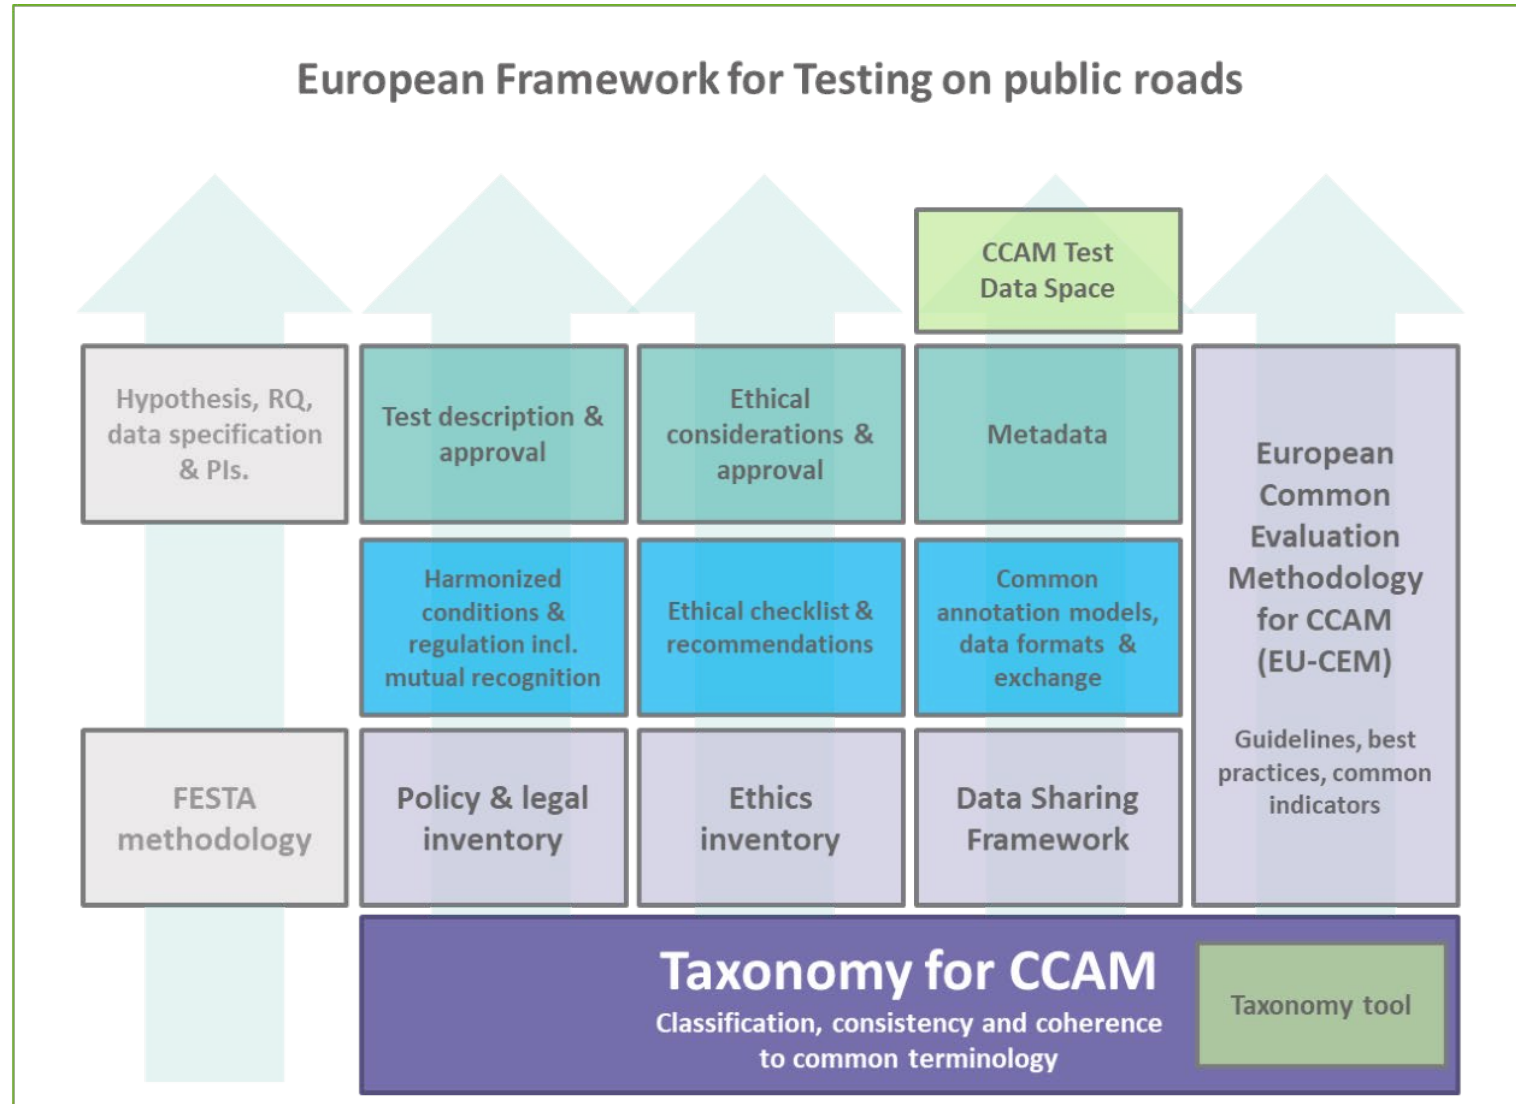 European Framework for Testing on public roads
CCAM Test
Data Space
Hypothesis, RQ,
data specification
& PIs.
Test description &
approval
Ethical
considerations &
approval
Metadata
European
Common
Evaluation
Methodology
for CCAM
(EU-CEM)
Guidelines, best
practices, common
indicators
Harmonized
conditions &
regulation incl.
mutual recognition
Ethical checklist &
recommendations
Common
annotation models,
data formats &
exchange
FESTA
methodology
Policy & legal
inventory
Ethics
inventory
Data Sharing
Framework
Taxonomy for CCAM
Classification, consistency and coherence
to common terminology
Taxonomy tool